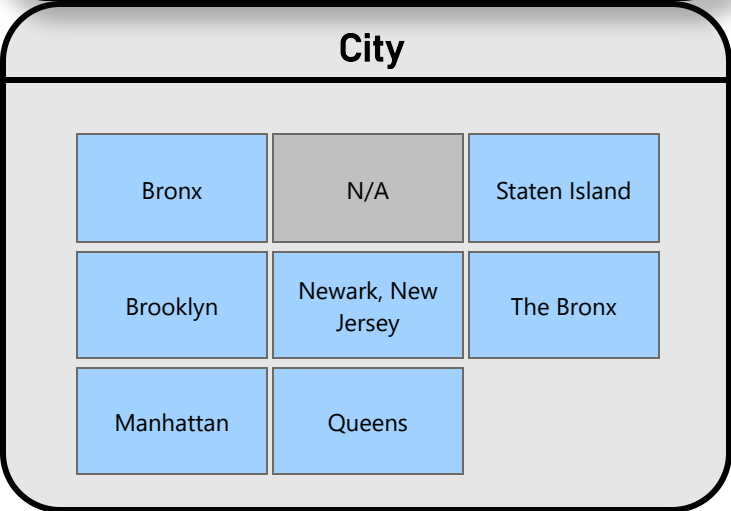 City
Bronx
N/A
Staten Island
Brooklyn
Newark, New
Jersey
The Bronx
Manhattan
Queens